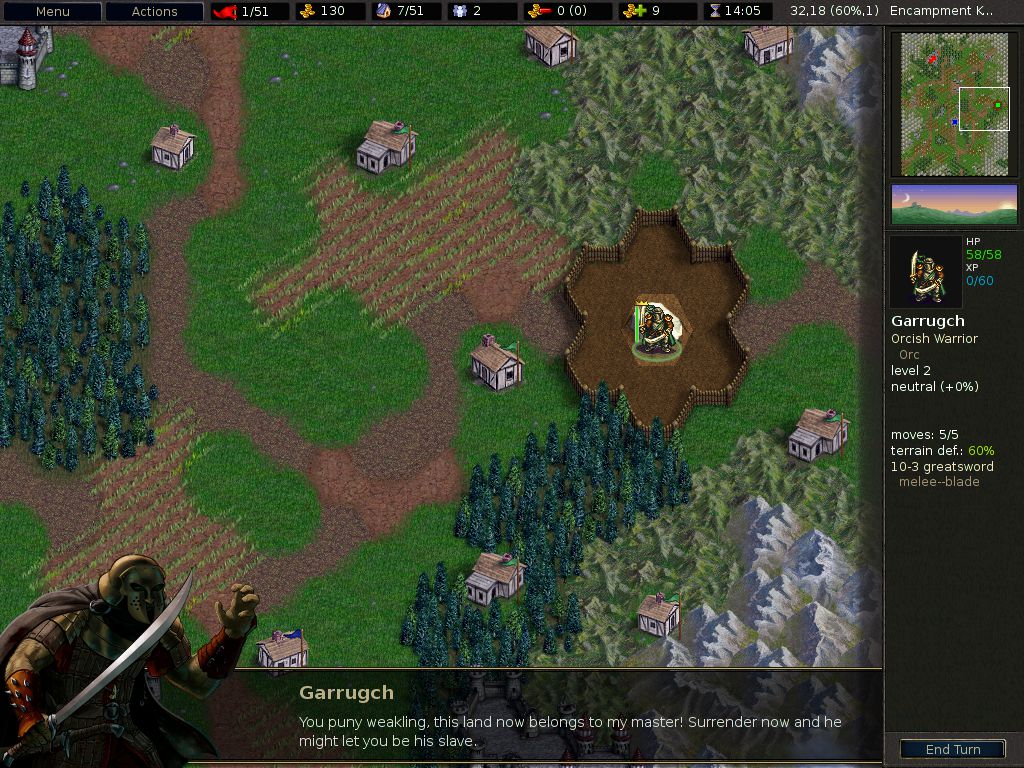 Menu
Actions
1/51
130
7/51
2
0 (0)
9
14:05
32,18 (60%,1)
Encampment K...
HP
58/58
XP
0/60
Garrugch
Orcish Warrior
Orc
level 2
neutral (+0%)
moves: 5/5
terrain def.: 60%
10-3 greatsword
melee--blade
Garrugch
You puny weakling, this land now belongs to my master! Surrender now and he
might let you be his slave.
End Turn